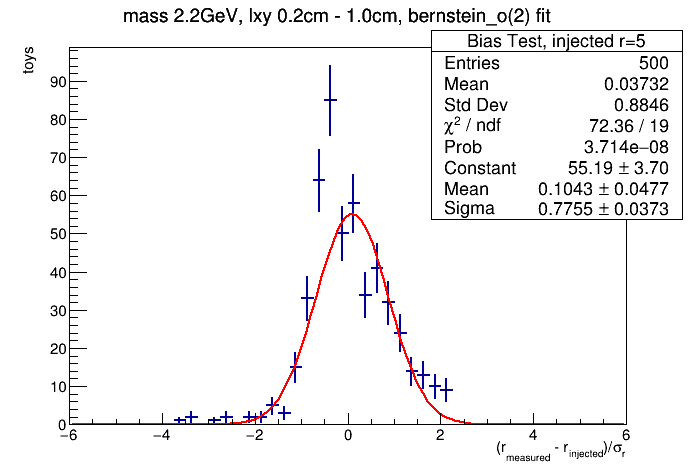 mass 2.2GeV, lxy 0.2cm - 1.0cm, bernstein_o(2) fit
Bias Test, injected r=5
Entries 500
Mean 0.03732
Std Dev 0.8846
χ² / ndf 72.36 / 19
Prob 3.714e−08
Constant 55.19 ± 3.70
Mean 0.1043 ± 0.0477
Sigma 0.7755 ± 0.0373
toys
90
80
70
60
50
40
30
20
10
0
−6 −4 −2 0 2 4 6
(r_measured - r_injected)/σ_r